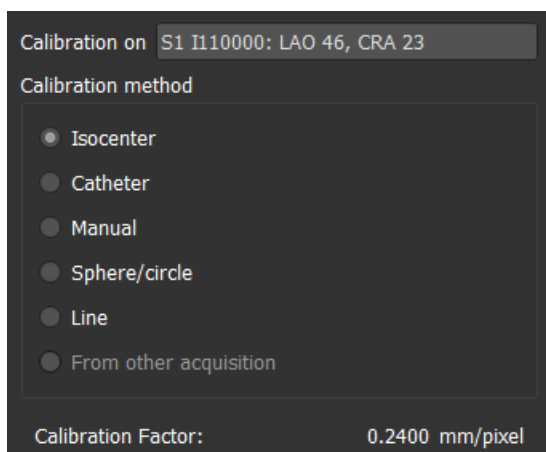 Calibration on S1 I110000: LAO 46, CRA 23
Calibration method
Isocenter
Catheter
Manual
Sphere/circle
Line
From other acquisition
Calibration Factor: 0.2400 mm/pixel